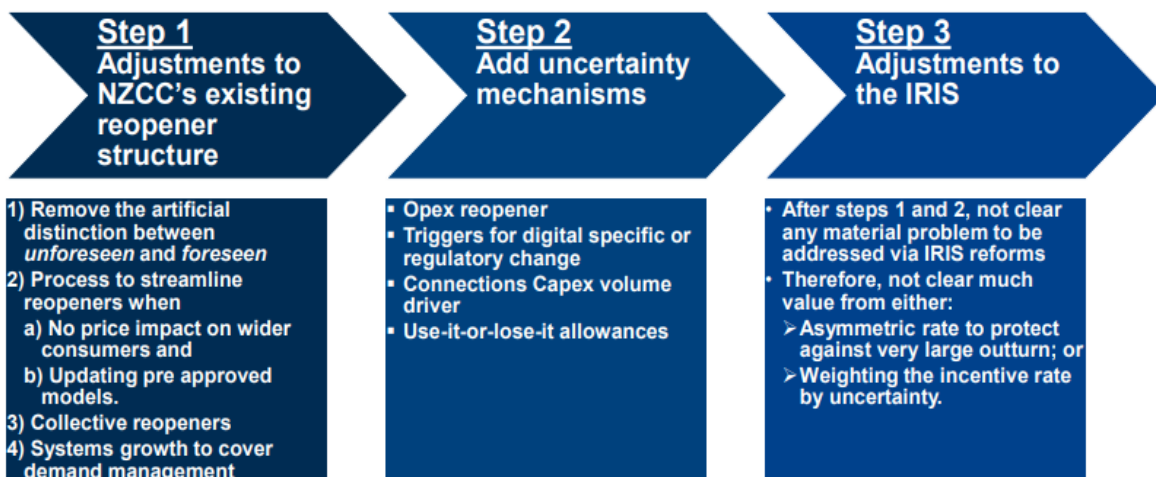 Step 1
Adjustments to
NZCC's existing
reopener
structure
Step 2
Add uncertainty
mechanisms
Step 3
Adjustments to
the IRIS
1) Remove the artificial
distinction between
unforeseen and foreseen
2) Process to streamline
reopeners when
a) No price impact on wider
consumers and
b) Updating pre approved
models.
3) Collective reopeners
4) Systems growth to cover
demand management
▪ Opex reopener
▪ Triggers for digital specific or
regulatory change
▪ Connections Capex volume
driver
▪ Use-it-or-lose-it allowances
• After steps 1 and 2, not clear
any material problem to be
addressed via IRIS reforms
• Therefore, not clear much
value from either:
➢Asymmetric rate to protect
against very large outturn; or
➢Weighting the incentive rate
by uncertainty.